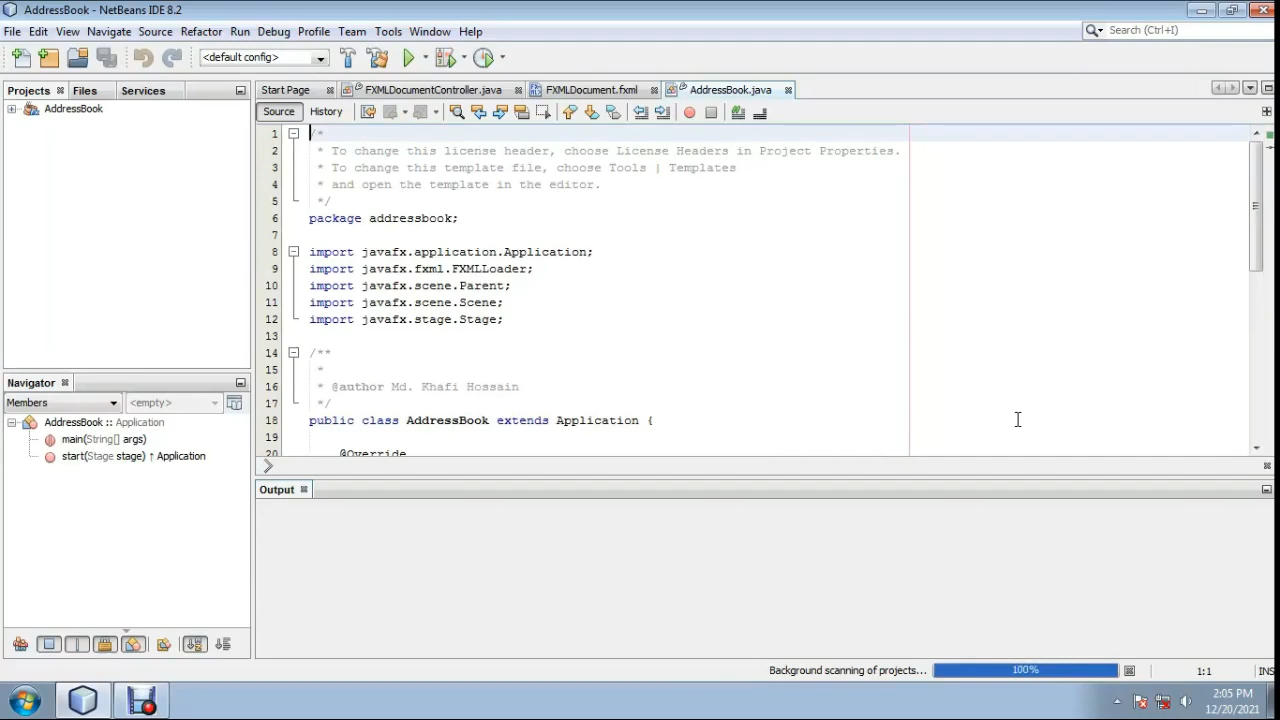 AddressBook - NetBeans IDE 8.2
File Edit View Navigate Source Refactor Run Debug Profile Team Tools Window Help
Search (Ctrl+I)
<default config>
Projects Files Services
AddressBook
Start Page FXMLDocumentController.java FXMLDocument.fxml AddressBook.java
Source History
1 /*
2 * To change this license header, choose License Headers in Project Properties.
3 * To change this template file, choose Tools | Templates
4 * and open the template in the editor.
5 */
6 package addressbook;
7
8 import javafx.application.Application;
9 import javafx.fxml.FXMLLoader;
10 import javafx.scene.Parent;
11 import javafx.scene.Scene;
12 import javafx.stage.Stage;
13
14 /**
15 *
16 * @author Md. Khafi Hossain
17 */
18 public class AddressBook extends Application {
19
20 @Override
Navigator
Members <empty>
AddressBook :: Application
main(String[] args)
start(Stage stage) ↑ Application
Output
Background scanning of projects... 100% 1:1 INS
2:05 PM
12/20/2021